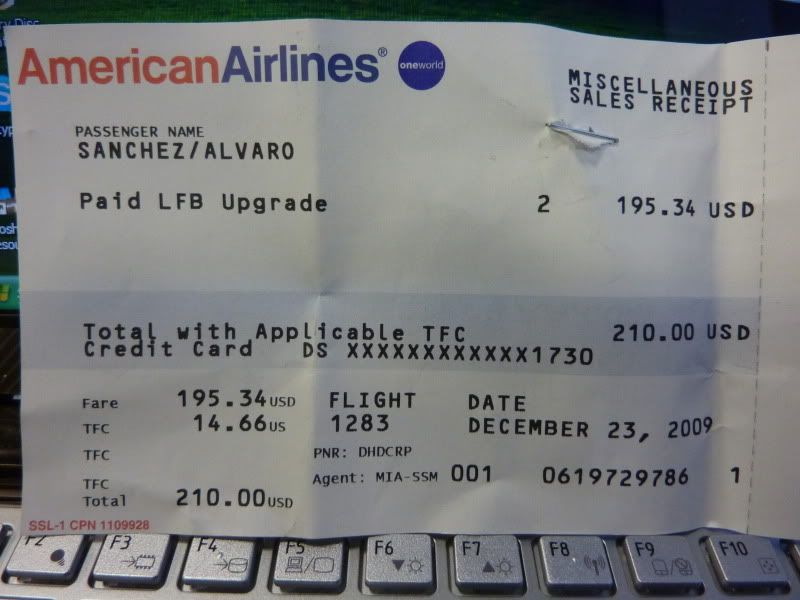 AmericanAirlines® oneworld
MISCELLANEOUS
SALES RECEIPT
PASSENGER NAME
SANCHEZ/ALVARO
Paid LFB Upgrade 2 195.34 USD
Total with Applicable TFC 210.00 USD
Credit Card DS XXXXXXXXXXXX1730
Fare 195.34USD FLIGHT DATE
TFC 14.66US 1283 DECEMBER 23, 2009
TFC PNR: DHDCRP
TFC Agent: MIA-SSM 001 0619729786 1
Total 210.00USD
SSL-1 CPN 1109928
F2 F3 F4 F5 F6 F7 F8 F9 F10